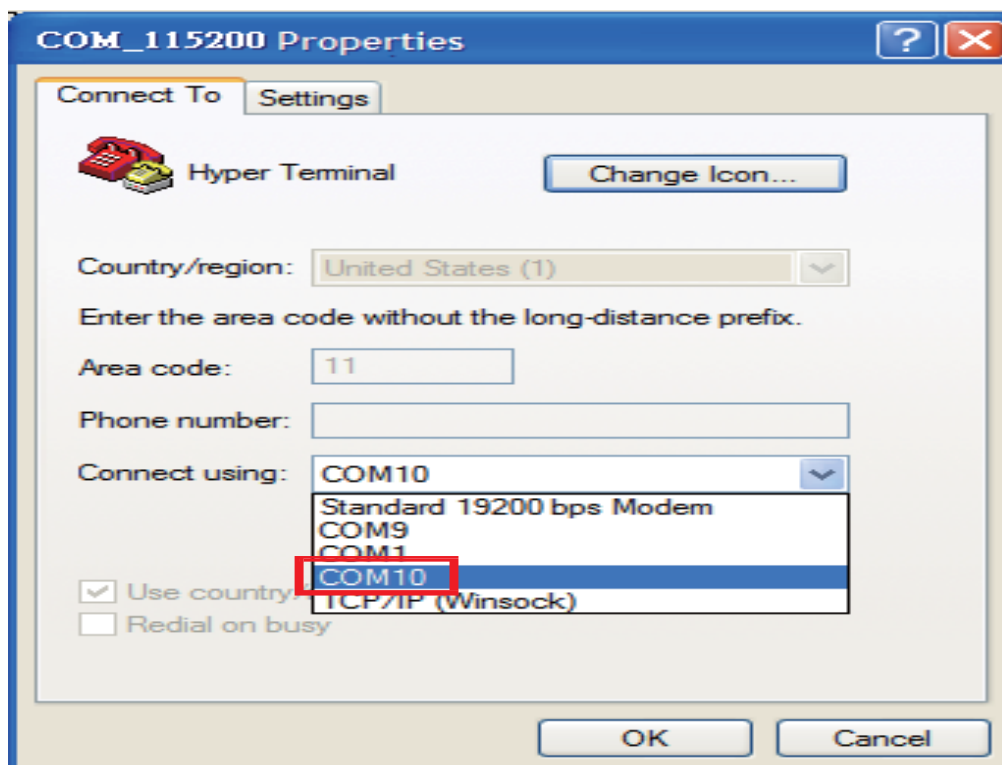 COM_115200 Properties
Connect To
Settings
Hyper Terminal
Change Icon...
Country/region: United States (1)
Enter the area code without the long-distance prefix.
Area code: 11
Phone number:
Connect using: COM10
Standard 19200 bps Modem
COM9
COM1
COM10
Use country/ TCP/IP (Winsock)
Redial on busy
OK
Cancel